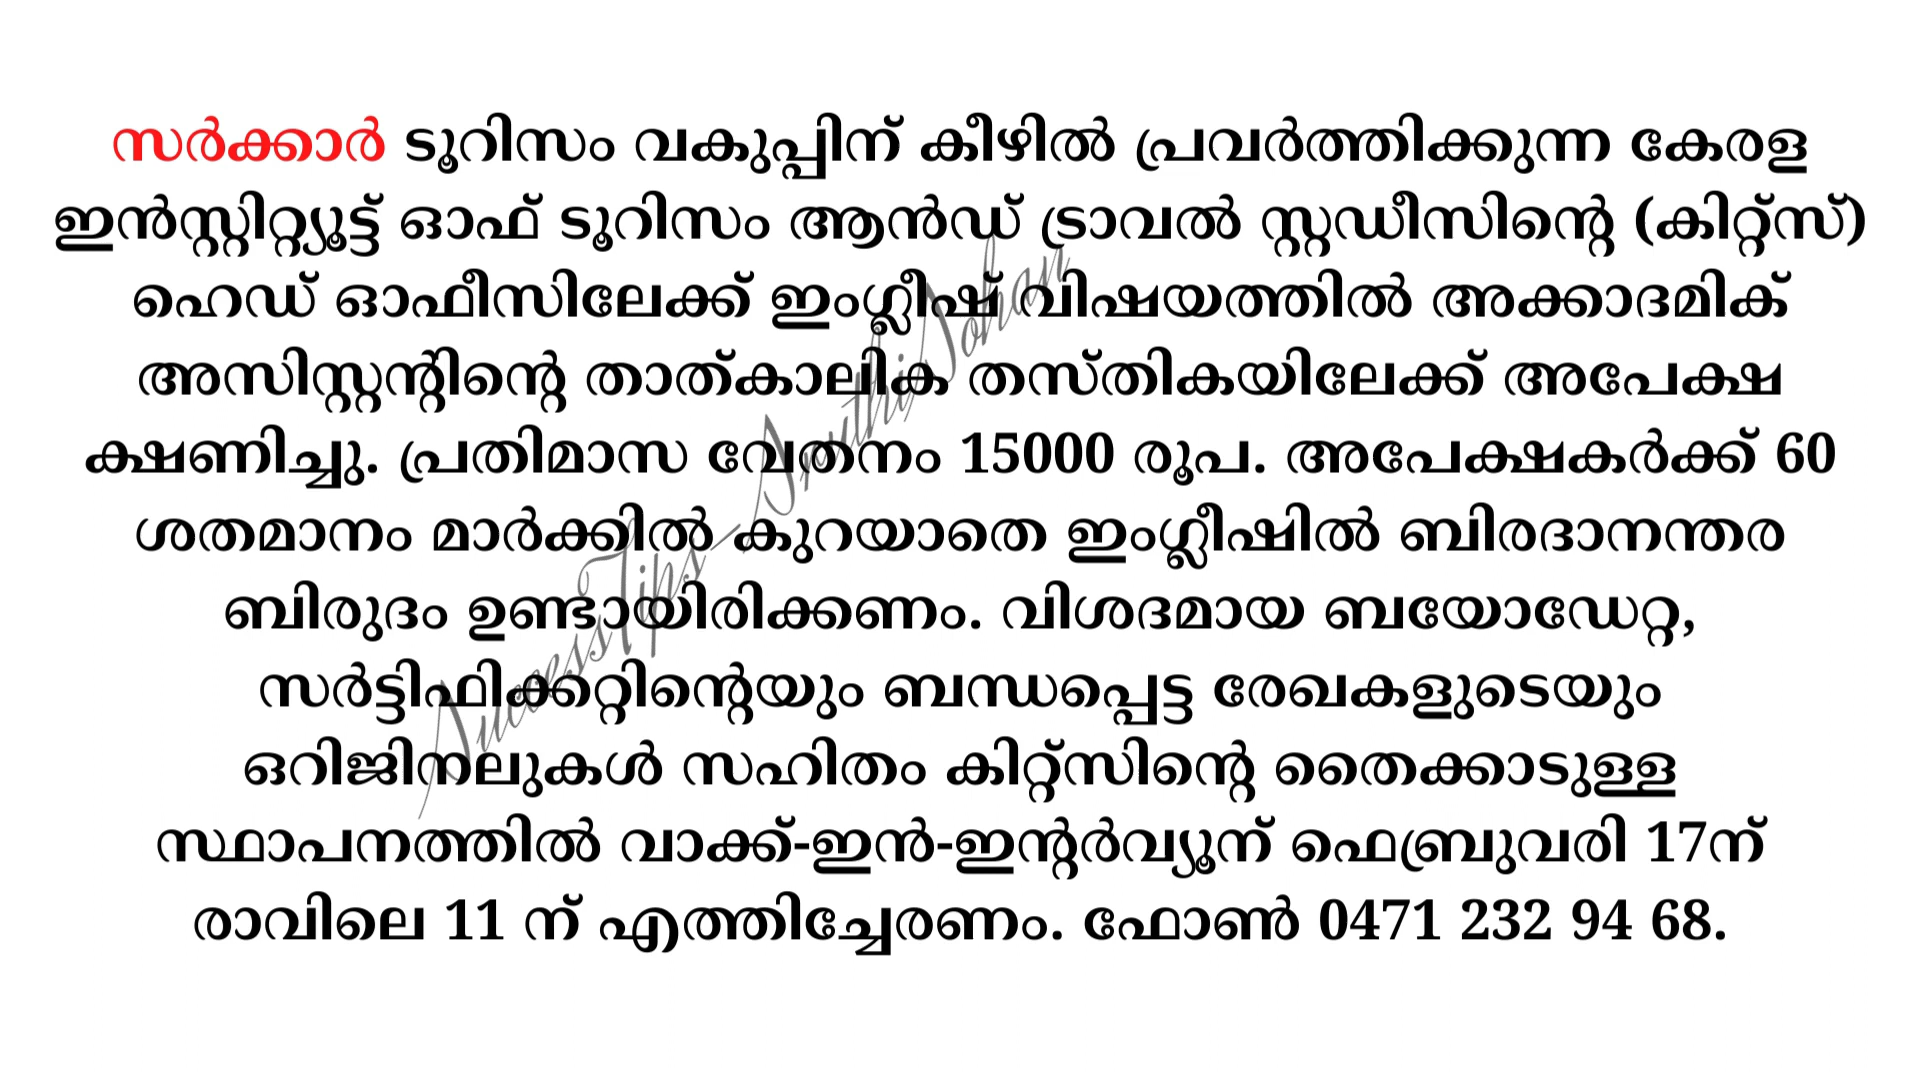 സർക്കാർ ടൂറിസം വകുപ്പിന് കീഴിൽ പ്രവർത്തിക്കുന്ന കേരള
ഇൻസ്റ്റിറ്റ്യൂട്ട് ഓഫ് ടൂറിസം ആൻഡ് ട്രാവൽ സ്റ്റഡീസിന്റെ (കിറ്റ്സ്)
ഹെഡ് ഓഫീസിലേക്ക് ഇംഗ്ലീഷ് വിഷയത്തിൽ അക്കാദമിക്
അസിസ്റ്റന്റിന്റെ താത്കാലിക തസ്തികയിലേക്ക് അപേക്ഷ
ക്ഷണിച്ചു. പ്രതിമാസ വേതനം 15000 രൂപ. അപേക്ഷകർക്ക് 60
ശതമാനം മാർക്കിൽ കുറയാതെ ഇംഗ്ലീഷിൽ ബിരദാനന്തര
ബിരുദം ഉണ്ടായിരിക്കണം. വിശദമായ ബയോഡേറ്റ,
സർട്ടിഫിക്കറ്റിന്റെയും ബന്ധപ്പെട്ട രേഖകളുടെയും
ഒറിജിനലുകൾ സഹിതം കിറ്റ്സിന്റെ തൈക്കാടുള്ള
സ്ഥാപനത്തിൽ വാക്ക്-ഇൻ-ഇന്റർവ്യൂന് ഫെബ്രുവരി 17ന്
രാവിലെ 11 ന് എത്തിച്ചേരണം. ഫോൺ 0471 232 94 68.
SuccessTips-SruthiSohan